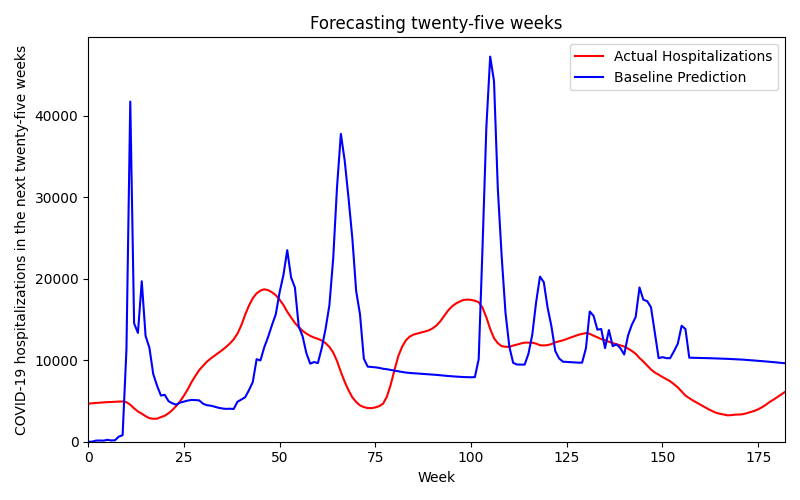 Forecasting twenty-five weeks
Actual Hospitalizations
Baseline Prediction
COVID-19 hospitalizations in the next twenty-five weeks
40000
30000
20000
10000
0
0 25 50 75 100 125 150 175
Week